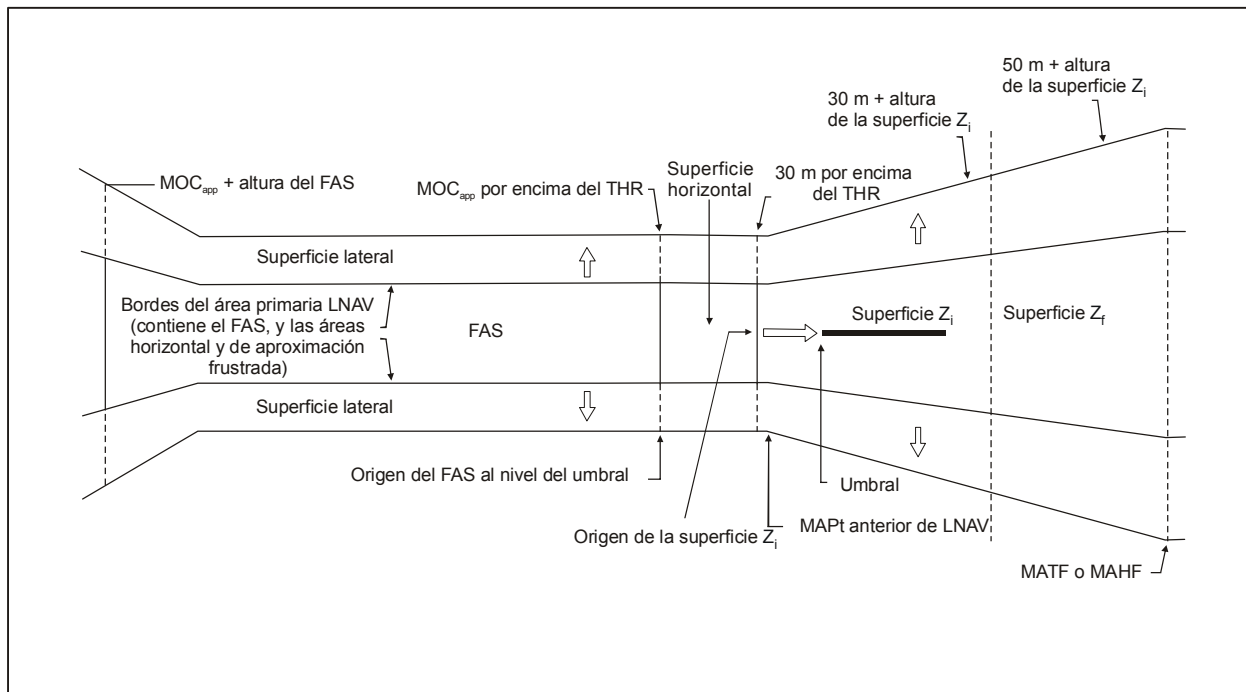 50 m + altura
de la superficie Zi
30 m + altura
de la superficie Zi
MOCapp + altura del FAS
MOCapp por encima del THR
Superficie
horizontal
30 m por encima
del THR
Superficie lateral
Bordes del área primaria LNAV
(contiene el FAS, y las áreas
horizontal y de aproximación
frustrada)
FAS
Superficie Zi
Superficie Zf
Superficie lateral
Origen del FAS al nivel del umbral
Umbral
Origen de la superficie Zi
MAPt anterior de LNAV
MATF o MAHF